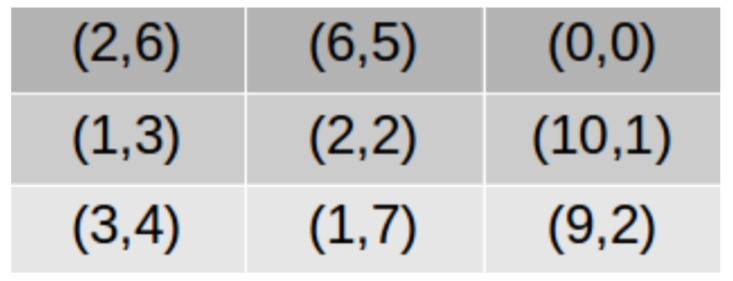 (2,6) (6,5) (0,0)
(1,3) (2,2) (10,1)
(3,4) (1,7) (9,2)